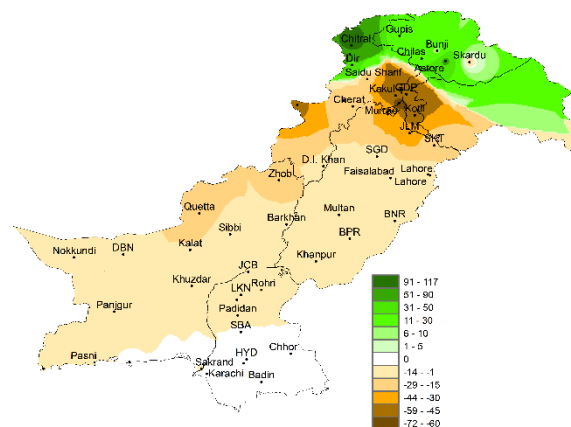 Gupis
Chitral
Bunji
Chilas
Skardu
Dir
Astore
Saidu Sharif
Kakul
GDP
Cherat
Murree
Kotli
JLM
SKT
SGD
D.I. Khan
Lahore
Zhob
Faisalabad
Lahore
Quetta
Multan
Barkhan
BNR
Sibbi
BPR
DBN
Kalat
Nokkundi
Khanpur
JCB
Khuzdar
LKN
Rohri
Panjgur
Padidan
SBA
HYD
Chhor
Pasni
Sakrand
Karachi
Badin
91 - 117
51 - 90
31 - 50
11 - 30
6 - 10
1 - 5
0
-14 - -1
-29 - -15
-44 - -30
-59 - -45
-72 - -60